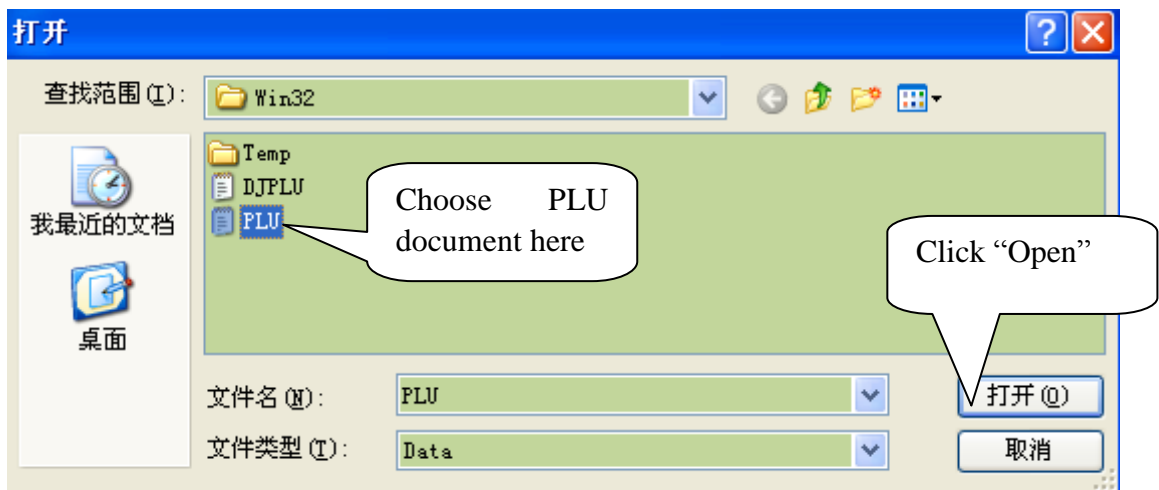 打开
查找范围(I):
Win32
Temp
DJPLU
PLU
Choose PLU
document here
我最近的文档
桌面
Click “Open”
文件名(N):
PLU
打开(O)
文件类型(T):
Data
取消